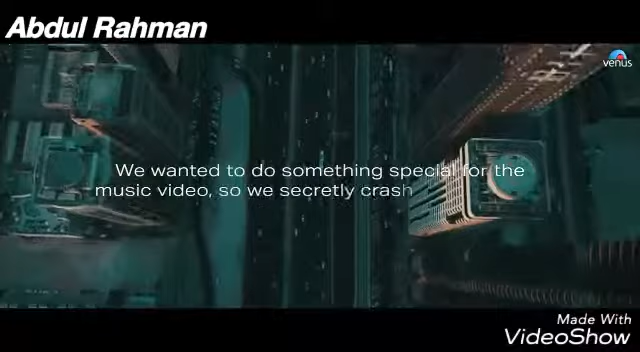 Abdul Rahman
venus
We wanted to do something special for the
music video, so we secretly crash
Made With
VideoShow